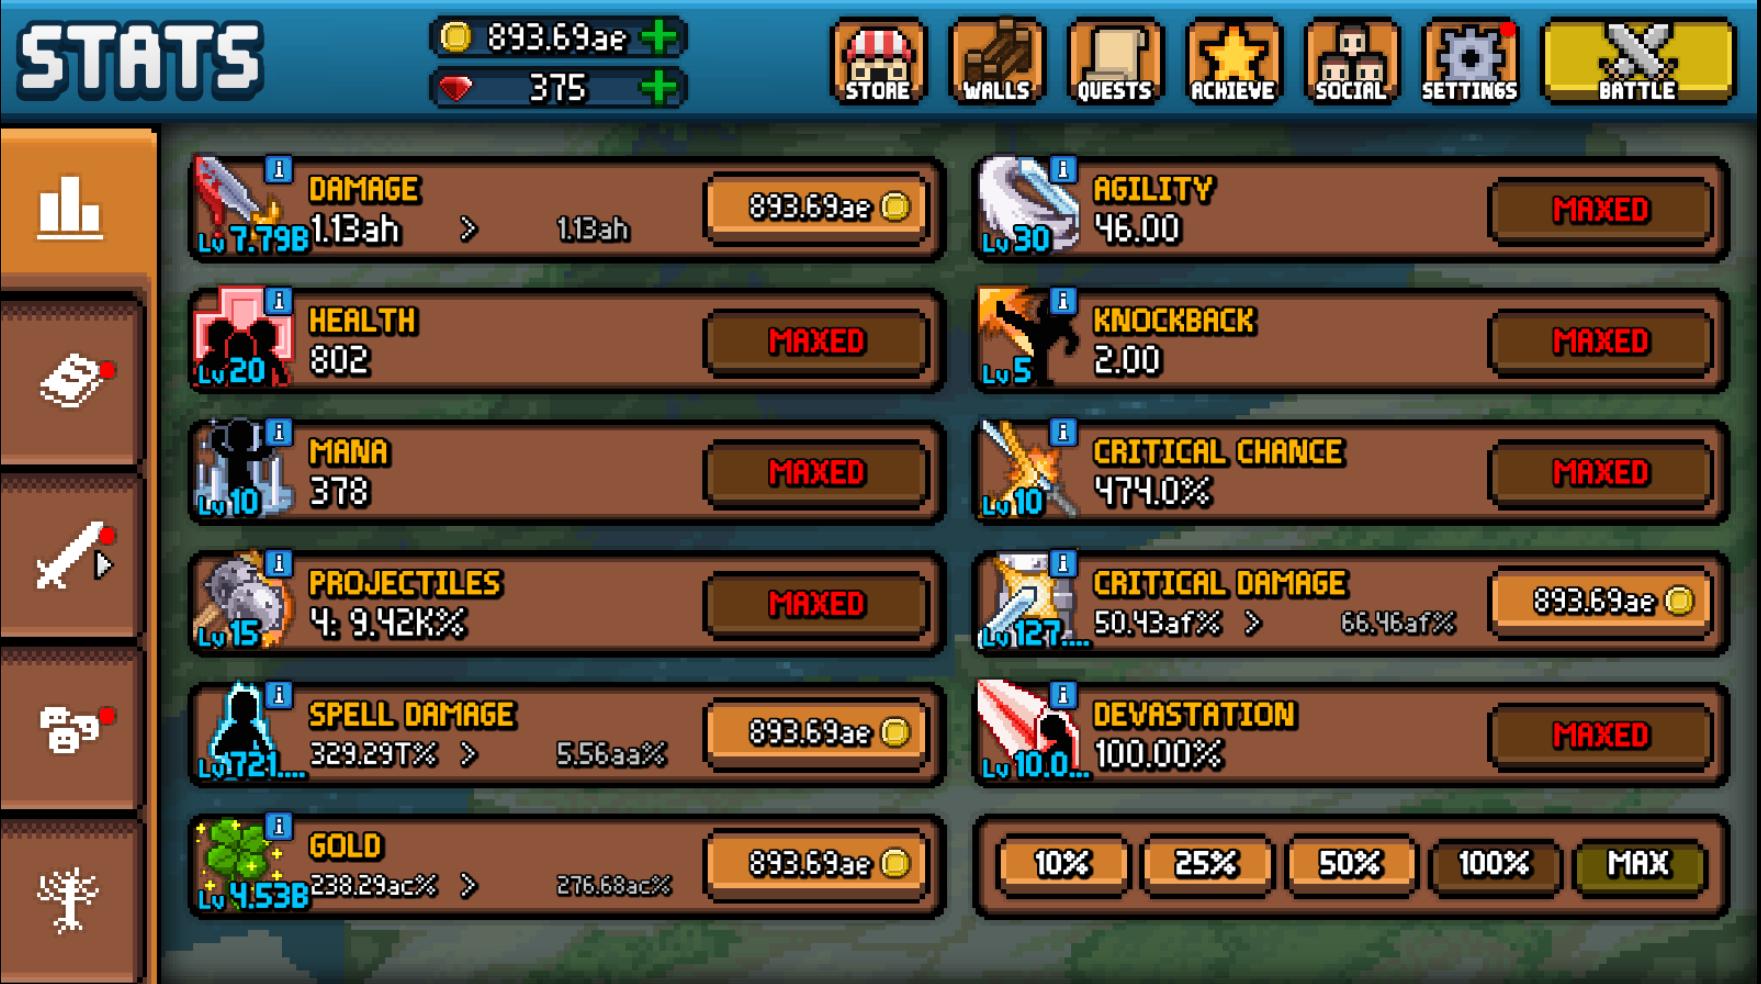 STATS
893.69ae
375
STORE
WALLS
QUESTS
ACHIEVE
SOCIAL
SETTINGS
BATTLE
DAMAGE
1.13ah > 1.13ah
Lv 7.79B
893.69ae
AGILITY
46.00
Lv 30
MAXED
HEALTH
802
Lv 20
MAXED
KNOCKBACK
2.00
Lv 5
MAXED
MANA
378
Lv 10
MAXED
CRITICAL CHANCE
474.0%
Lv 10
MAXED
PROJECTILES
4: 9.42K%
Lv 15
MAXED
CRITICAL DAMAGE
50.43af% > 66.46af%
Lv 127....
893.69ae
SPELL DAMAGE
329.29T% > 5.56aa%
Lv 721....
893.69ae
DEVASTATION
100.00%
Lv 10.0...
MAXED
GOLD
238.29ac% > 276.68ac%
Lv 4.53B
893.69ae
10%
25%
50%
100%
MAX